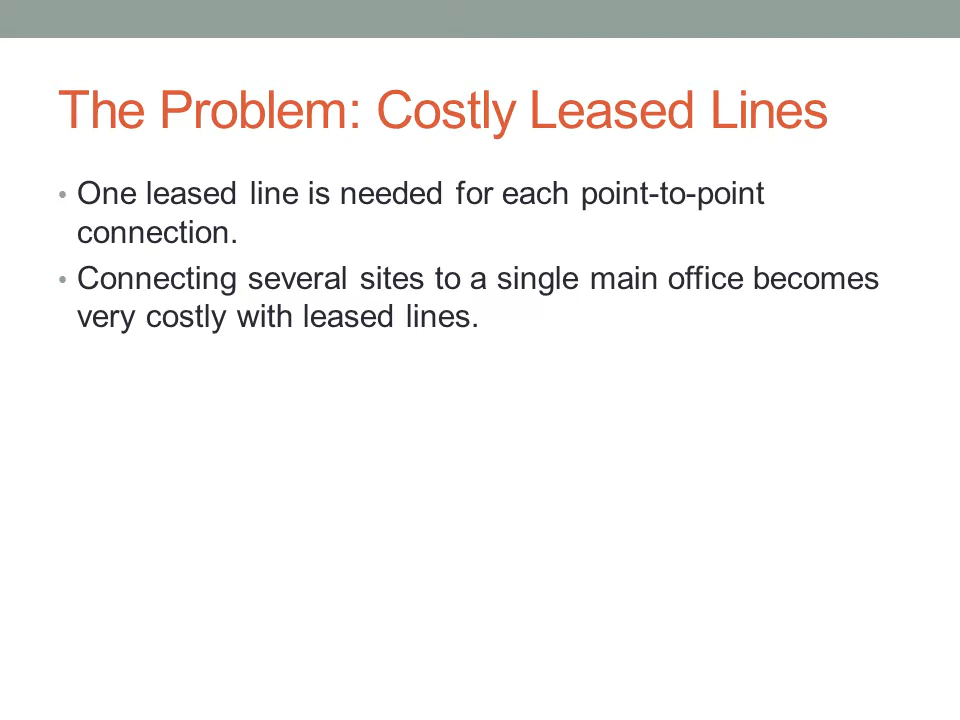 The Problem: Costly Leased Lines
• One leased line is needed for each point-to-point
connection.
• Connecting several sites to a single main office becomes
very costly with leased lines.